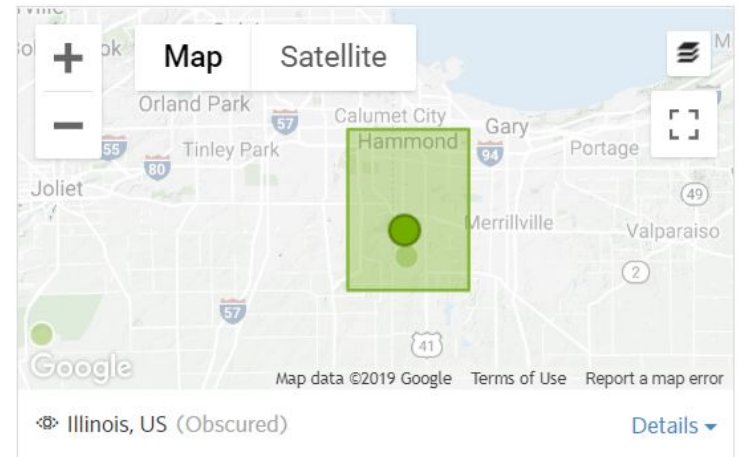 +
Map Satellite
−
Orland Park
57
Calumet City
Gary
55
Tinley Park
Hammond
94
Portage
80
Joliet
49
Merrillville
Valparaiso
2
57
41
Google
Map data ©2019 Google Terms of Use Report a map error
Illinois, US (Obscured) Details